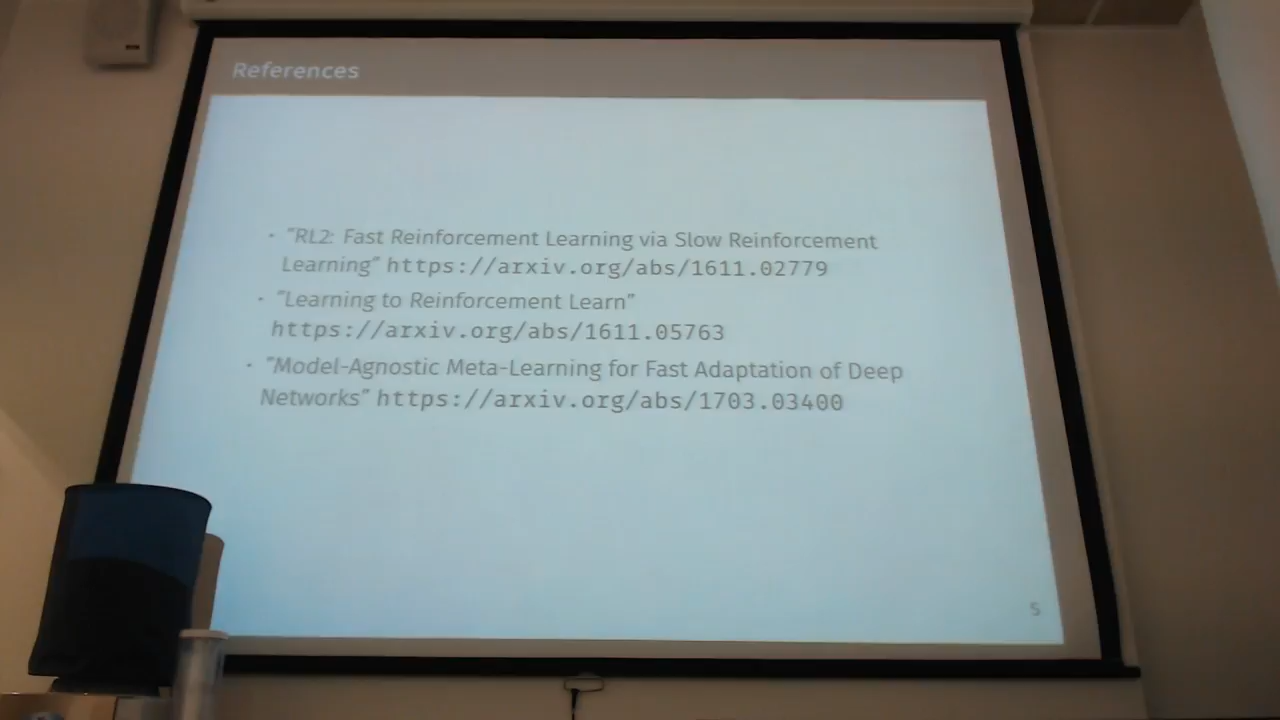 References
· "RL2: Fast Reinforcement Learning via Slow Reinforcement
Learning" https://arxiv.org/abs/1611.02779
· "Learning to Reinforcement Learn"
https://arxiv.org/abs/1611.05763
· "Model-Agnostic Meta-Learning for Fast Adaptation of Deep
Networks" https://arxiv.org/abs/1703.03400
5